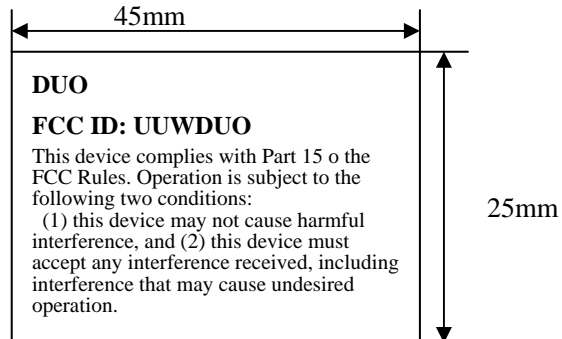 45mm
DUO
FCC ID: UUWDUO
This device complies with Part 15 o the
FCC Rules. Operation is subject to the
following two conditions:
(1) this device may not cause harmful
interference, and (2) this device must
accept any interference received, including
interference that may cause undesired
operation.
25mm